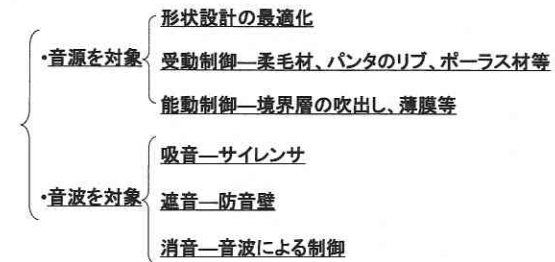 形状設計の最適化
・音源を対象
受動制御―柔毛材、パンタのリブ、ポーラス材等
能動制御―境界層の吹出し、薄膜等
吸音―サイレンサ
・音波を対象
遮音―防音壁
消音―音波による制御